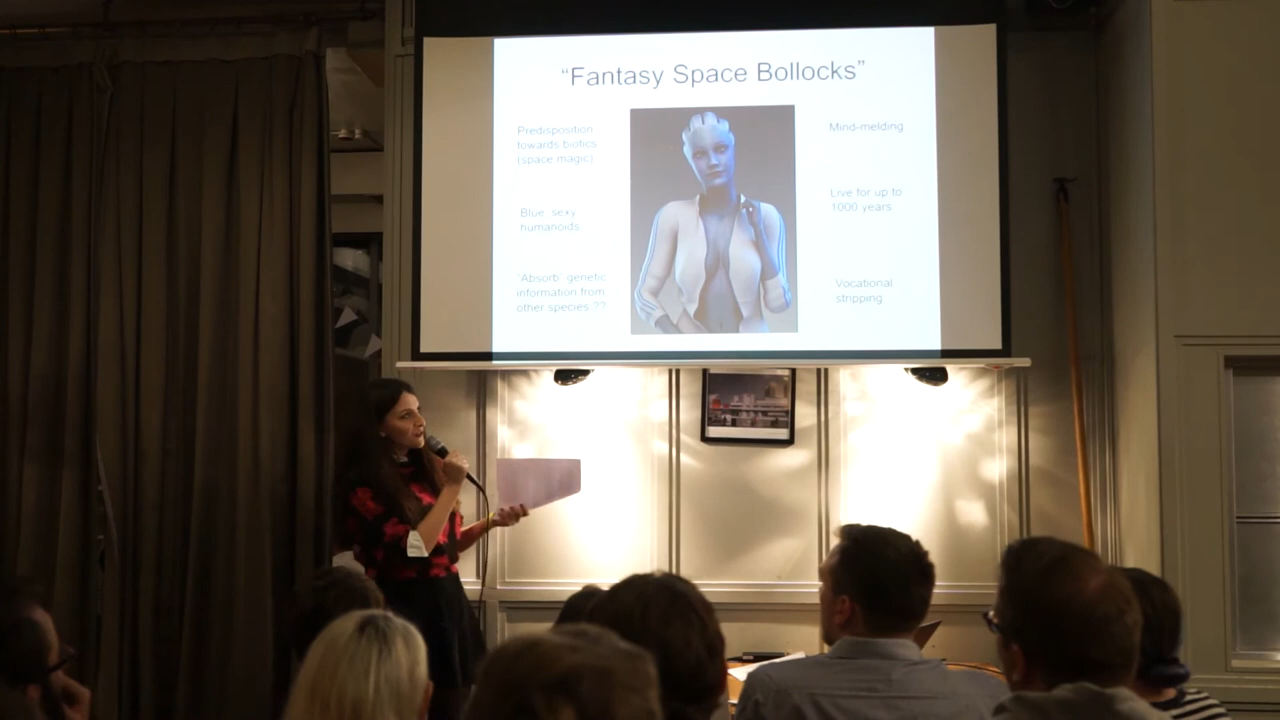 “Fantasy Space Bollocks”
Predisposition
towards biotics
(space magic)
Blue, sexy
humanoids
"Absorb" genetic
information from
other species ??
Mind-melding
Live for up to
1000 years
Vocational
stripping